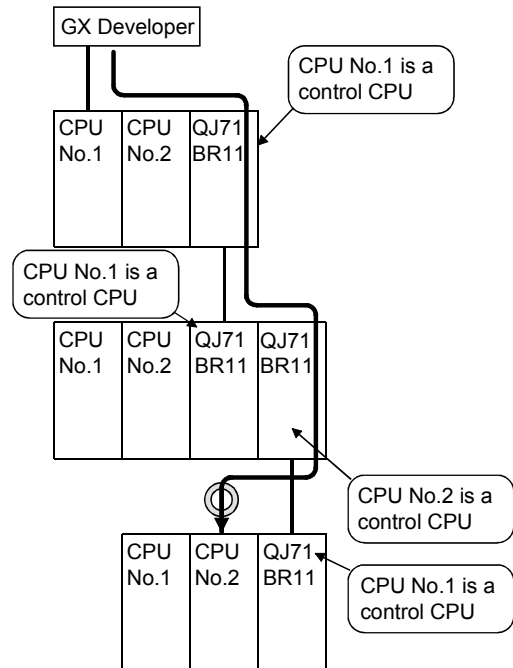 GX Developer
CPU No.1 is a
control CPU
CPU
No.1
CPU
No.2
QJ71
BR11
CPU No.1 is a
control CPU
CPU
No.1
CPU
No.2
QJ71
BR11
QJ71
BR11
CPU No.2 is a
control CPU
CPU
No.1
CPU
No.2
QJ71
BR11
CPU No.1 is a
control CPU